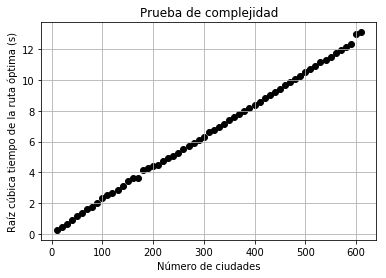 Prueba de complejidad
Raíz cúbica tiempo de la ruta óptima (s)
12
10
8
6
4
2
0
0 100 200 300 400 500 600
Número de ciudades